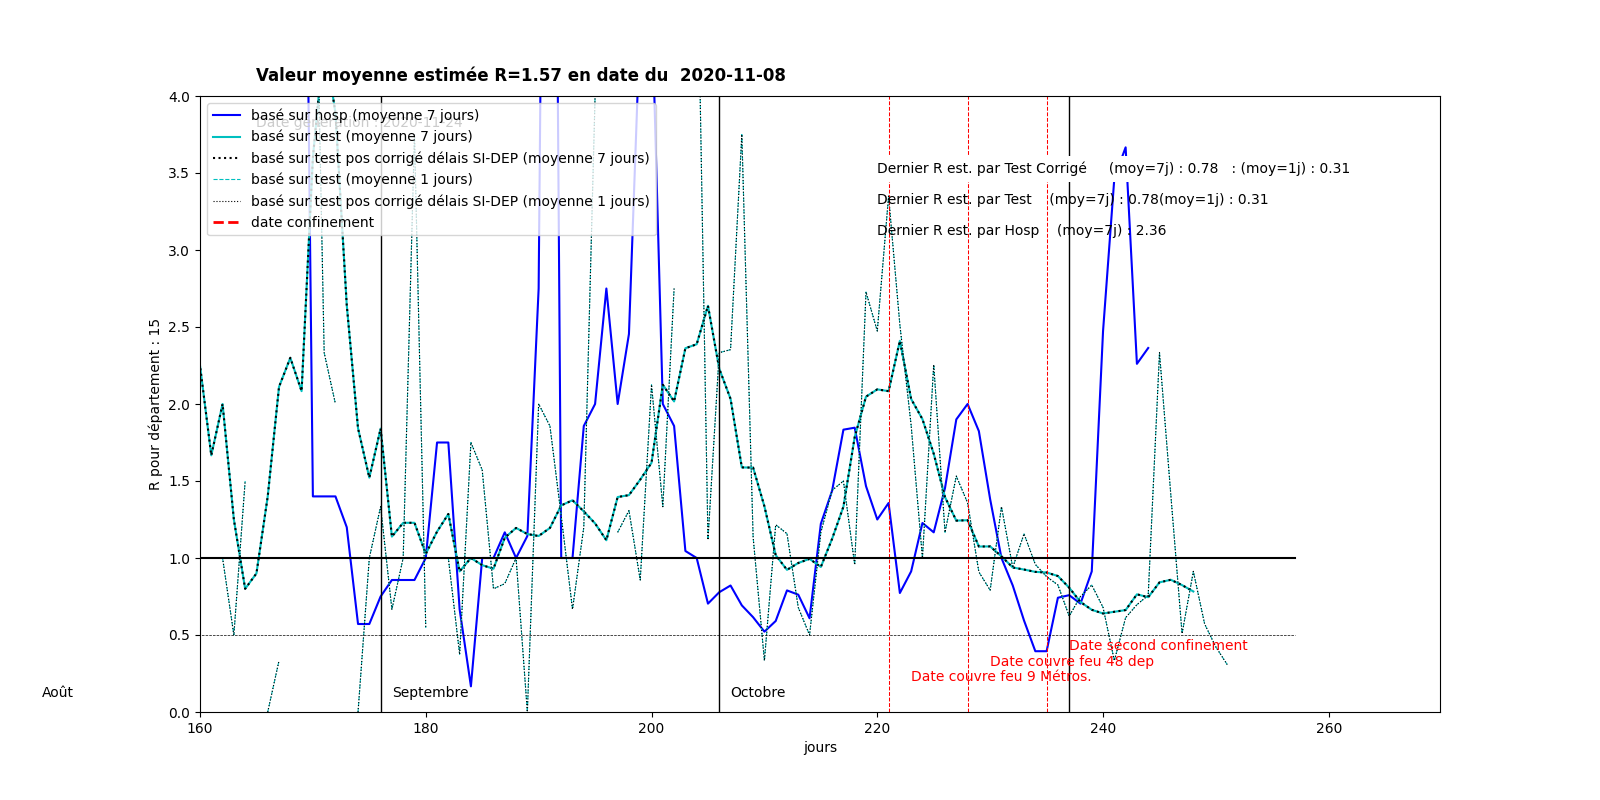 Valeur moyenne estimée R=1.57 en date du  2020-11-08
Date génération : 2020-11-24
basé sur hosp (moyenne 7 jours)
basé sur test (moyenne 7 jours)
basé sur test pos corrigé délais SI-DEP (moyenne 7 jours)
basé sur test (moyenne 1 jours)
basé sur test pos corrigé délais SI-DEP (moyenne 1 jours)
date confinement
Dernier R est. par Test Corrigé     (moy=7j) : 0.78   : (moy=1j) : 0.31
Dernier R est. par Test    (moy=7j) : 0.78(moy=1j) : 0.31
Dernier R est. par Hosp    (moy=7j) : 2.36
R pour département : 15
4.0
3.5
3.0
2.5
2.0
1.5
1.0
0.5
0.0
Date second confinement
Date couvre feu 48 dep
Date couvre feu 9 Métros.
Août
Septembre
Octobre
160
180
200
220
240
260
jours